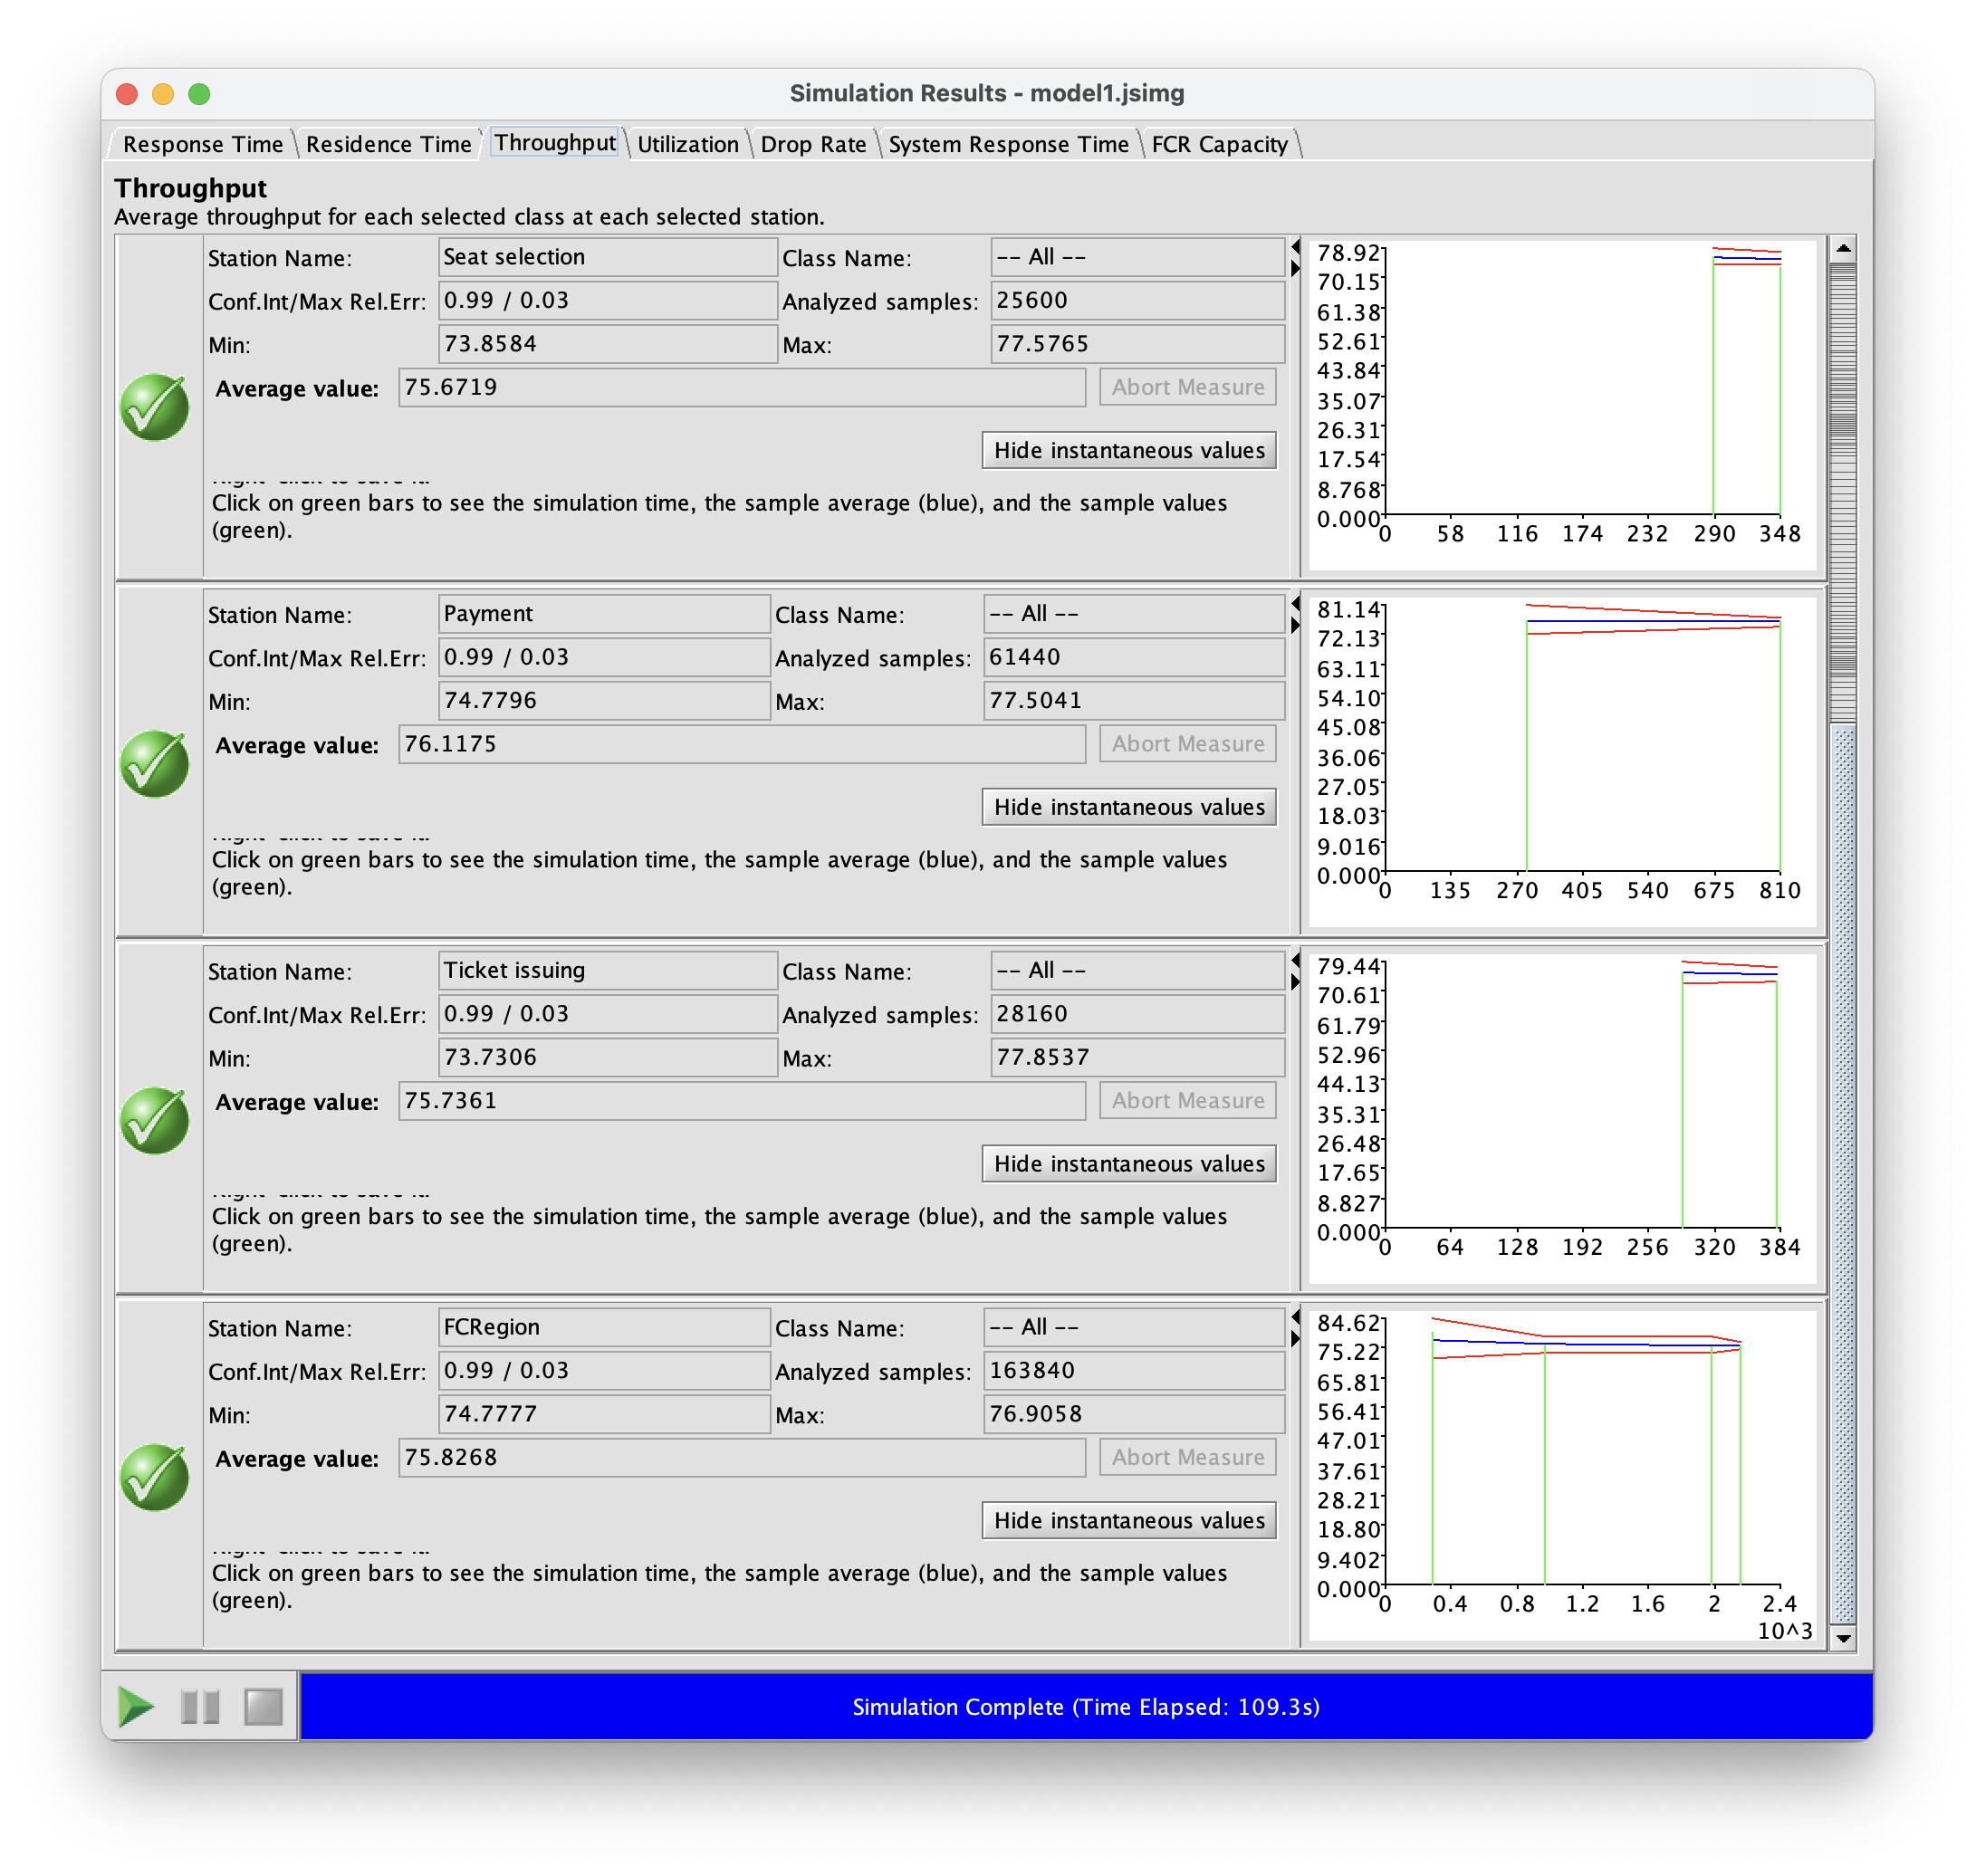 Simulation Results - model1.jsimg
Response Time Residence Time Throughput Utilization Drop Rate System Response Time FCR Capacity
Throughput
Average throughput for each selected class at each selected station.
Station Name: Seat selection Class Name: -- All --
Conf.Int/Max Rel.Err: 0.99 / 0.03 Analyzed samples: 25600
Min: 73.8584 Max: 77.5765
Average value: 75.6719 Abort Measure
Hide instantaneous values
Click on green bars to see the simulation time, the sample average (blue), and the sample values
(green).
78.92
70.15
61.38
52.61
43.84
35.07
26.31
17.54
8.768
0.000
0 58 116 174 232 290 348
Station Name: Payment Class Name: -- All --
Conf.Int/Max Rel.Err: 0.99 / 0.03 Analyzed samples: 61440
Min: 74.7796 Max: 77.5041
Average value: 76.1175 Abort Measure
Hide instantaneous values
Click on green bars to see the simulation time, the sample average (blue), and the sample values
(green).
81.14
72.13
63.11
54.10
45.08
36.06
27.05
18.03
9.016
0.000
0 135 270 405 540 675 810
Station Name: Ticket issuing Class Name: -- All --
Conf.Int/Max Rel.Err: 0.99 / 0.03 Analyzed samples: 28160
Min: 73.7306 Max: 77.8537
Average value: 75.7361 Abort Measure
Hide instantaneous values
Click on green bars to see the simulation time, the sample average (blue), and the sample values
(green).
79.44
70.61
61.79
52.96
44.13
35.31
26.48
17.65
8.827
0.000
0 64 128 192 256 320 384
Station Name: FCRegion Class Name: -- All --
Conf.Int/Max Rel.Err: 0.99 / 0.03 Analyzed samples: 163840
Min: 74.7777 Max: 76.9058
Average value: 75.8268 Abort Measure
Hide instantaneous values
Click on green bars to see the simulation time, the sample average (blue), and the sample values
(green).
84.62
75.22
65.81
56.41
47.01
37.61
28.21
18.80
9.402
0.000
0 0.4 0.8 1.2 1.6 2 2.4
10^3
Simulation Complete (Time Elapsed: 109.3s)